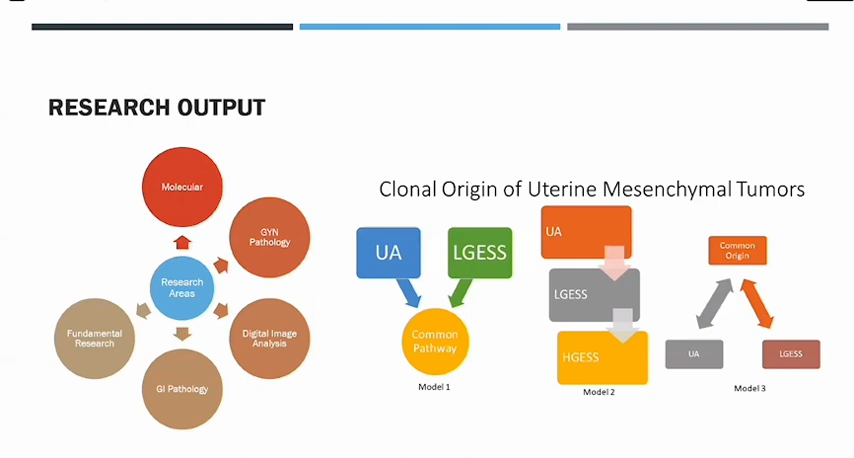 RESEARCH OUTPUT
Molecular
GYN
Pathology
Research
Areas
Fundamental
Research
Digital Image
Analysis
GI Pathology
Clonal Origin of Uterine Mesenchymal Tumors
UA
LGESS
Common
Pathway
Model 1
UA
LGESS
HGESS
Model 2
Common
Origin
UA
LGESS
Model 3